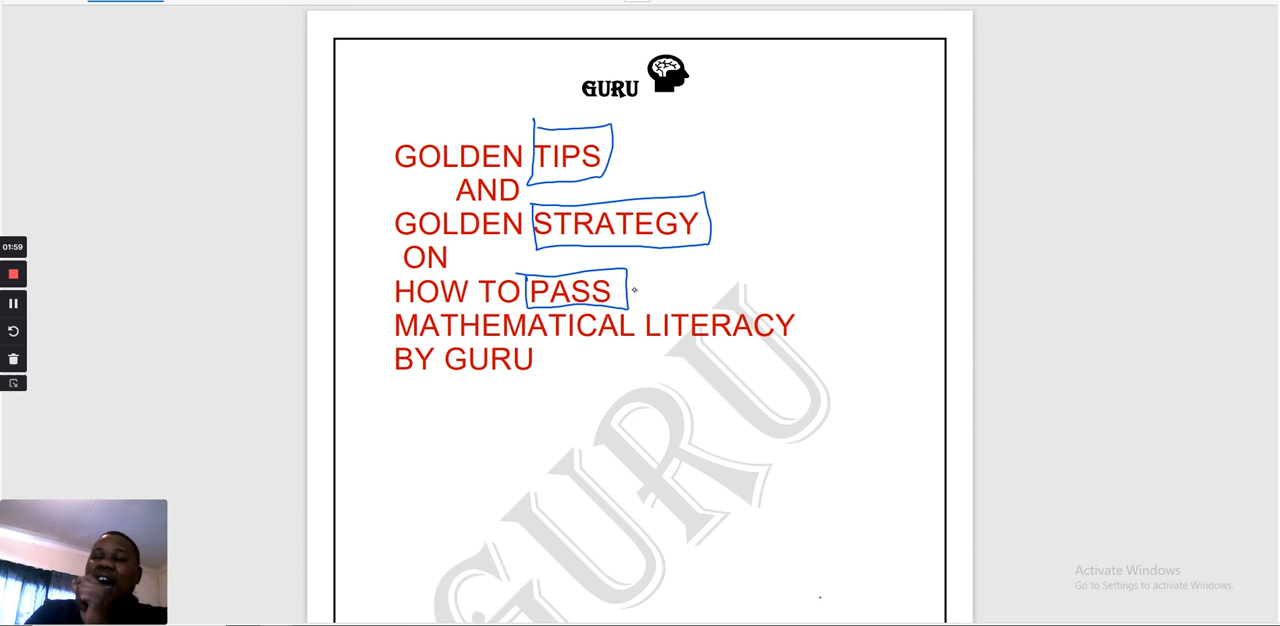 GURU
GOLDEN TIPS
AND
GOLDEN STRATEGY
ON
HOW TO PASS
MATHEMATICAL LITERACY
BY GURU
01:59
GURU
Activate Windows
Go to Settings to activate Windows.